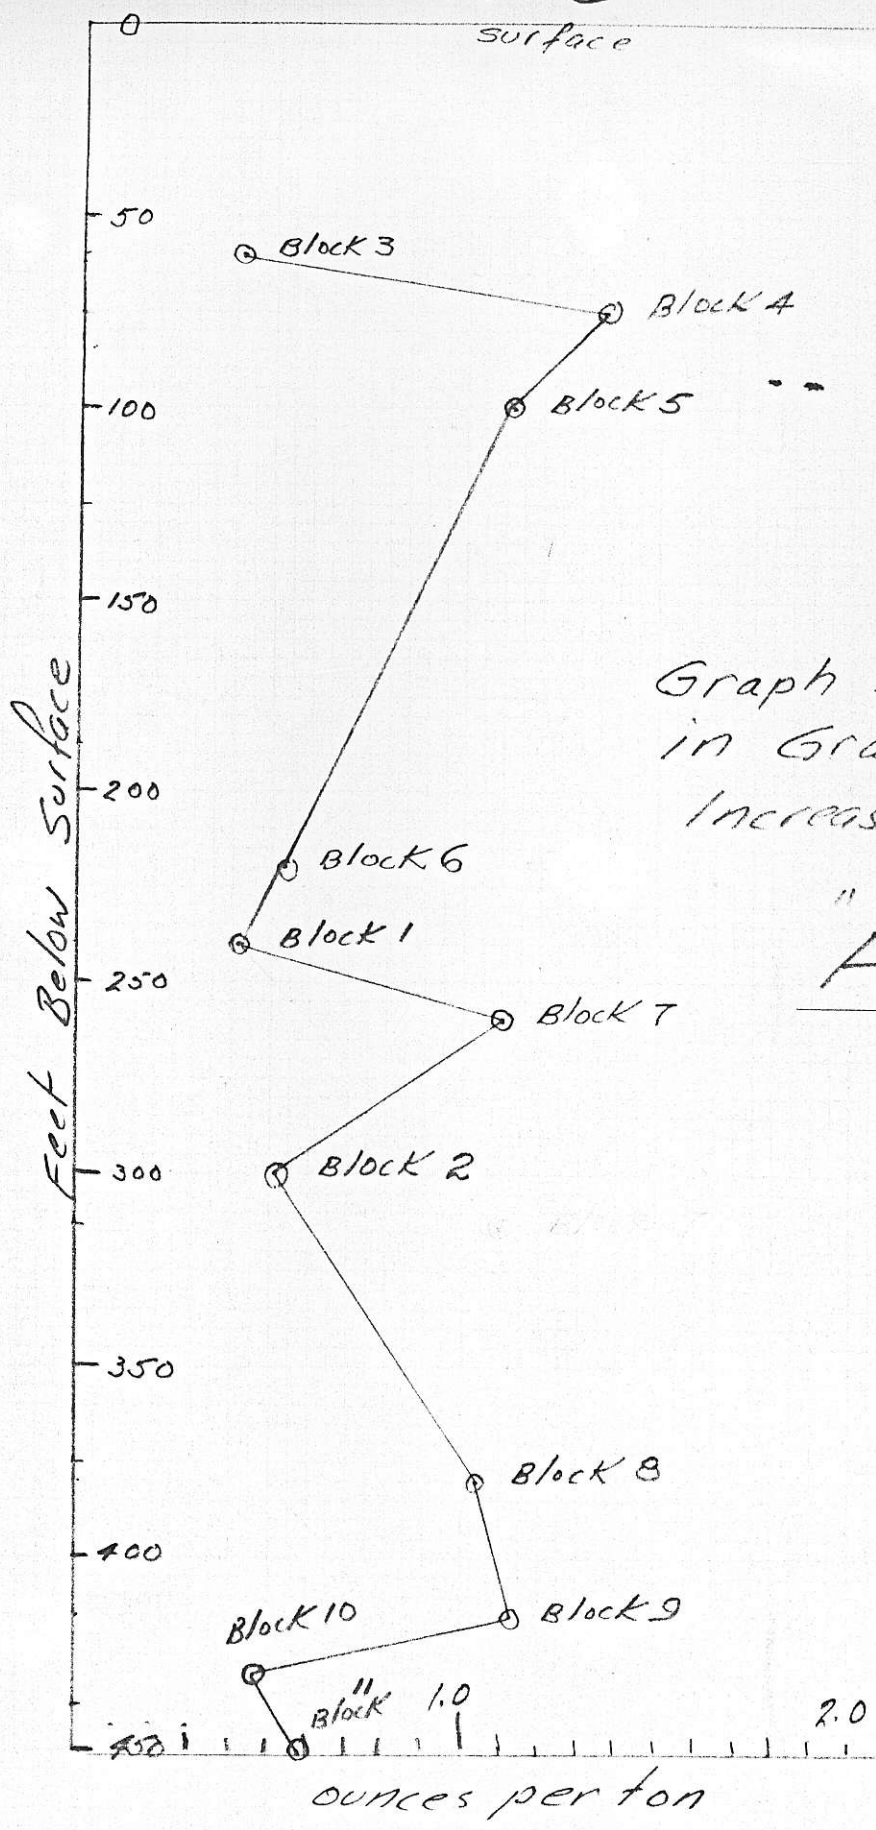 0
surface
50
Block 3
Block 4
100
Block 5
150
Graph
in Gra
Increas
200
Feet Below Surface
Block 6
Block 1
"
250
Block 7
300
Block 2
350
Block 8
400
Block 9
Block 10
Block 11
1.0
2.0
450
ounces per ton